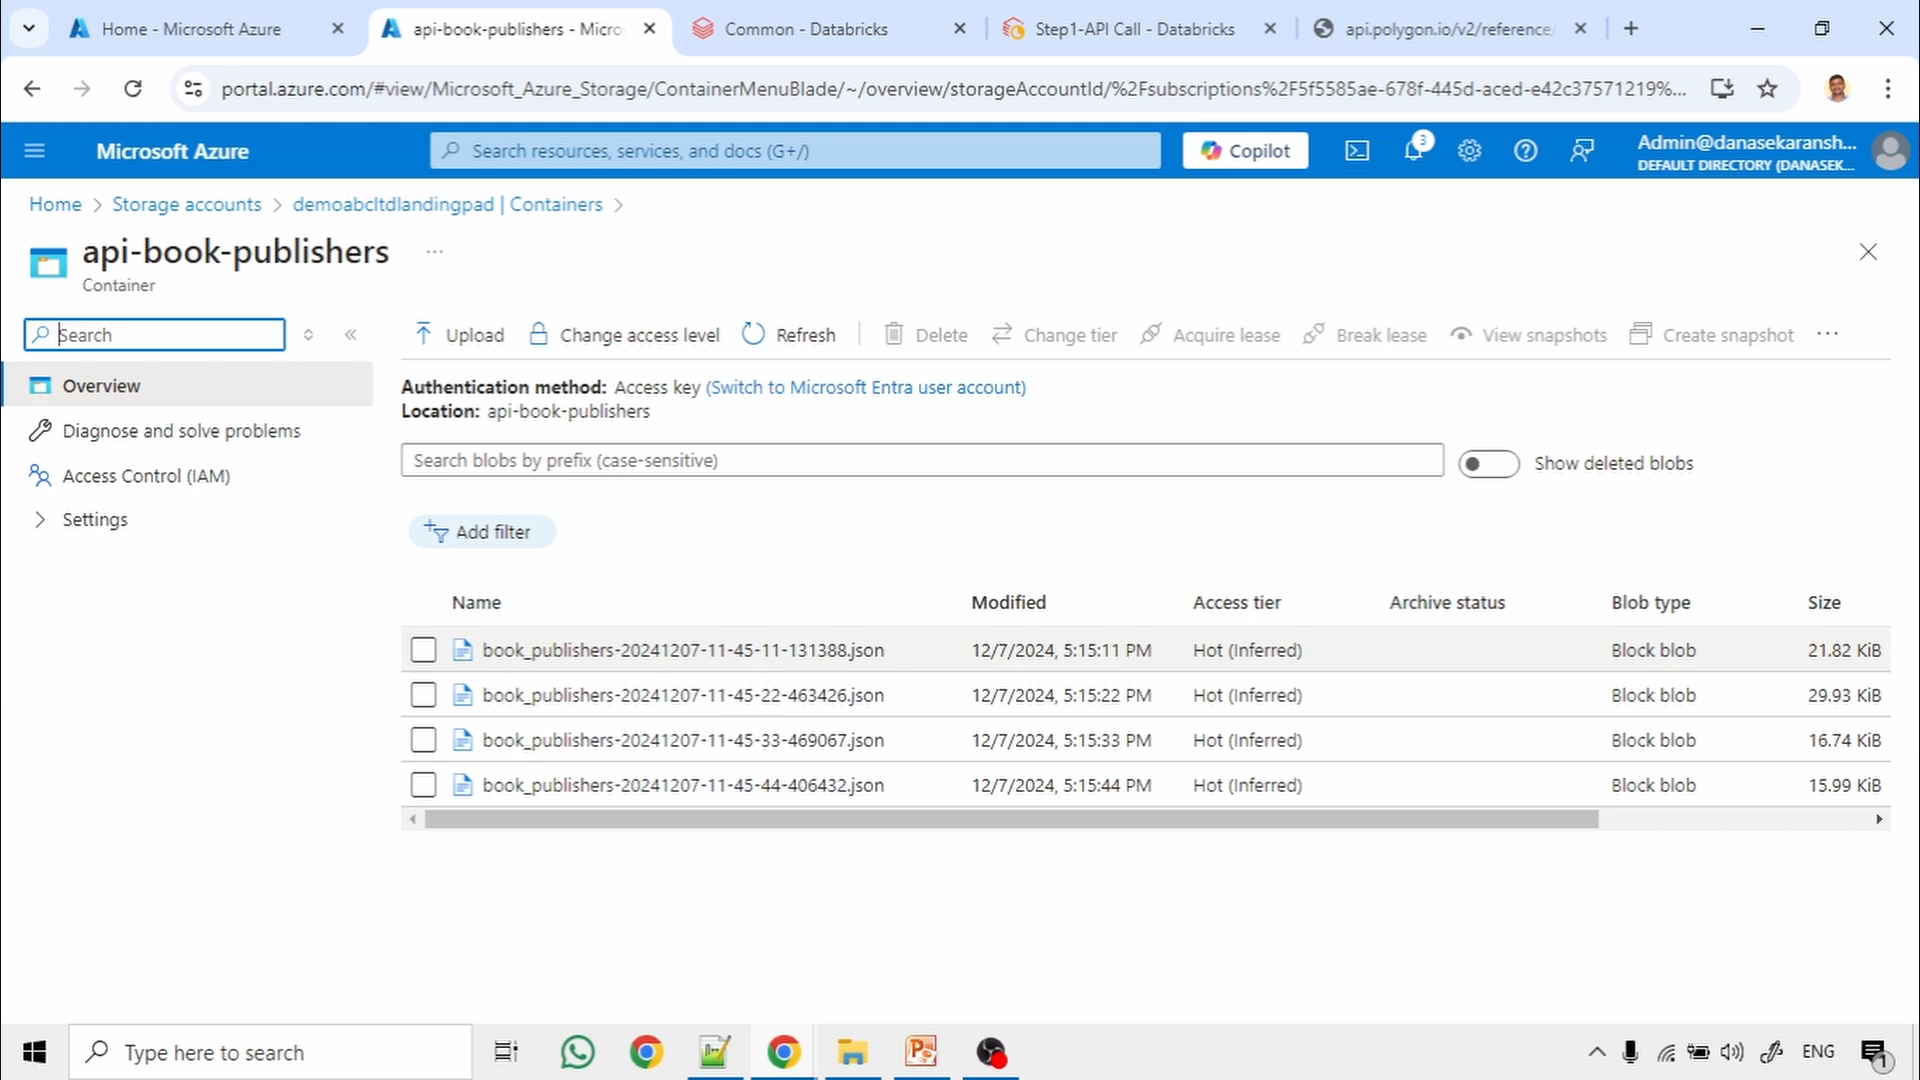 Home - Microsoft Azure
api-book-publishers - Micro
Common - Databricks
Step1-API Call - Databricks
api.polygon.io/v2/reference/
portal.azure.com/#view/Microsoft_Azure_Storage/ContainerMenuBlade/~/overview/storageAccountId/%2Fsubscriptions%2F5f5585ae-678f-445d-aced-e42c37571219%...
Microsoft Azure
Search resources, services, and docs (G+/)
Copilot
3
Admin@danasekaransh...
DEFAULT DIRECTORY (DANASEK...
Home > Storage accounts > demoabcltdlandingpad | Containers >
api-book-publishers ...
Container
Search
Upload
Change access level
Refresh
Delete
Change tier
Acquire lease
Break lease
View snapshots
Create snapshot
Overview
Diagnose and solve problems
Access Control (IAM)
Settings
Authentication method: Access key (Switch to Microsoft Entra user account)
Location: api-book-publishers
Search blobs by prefix (case-sensitive)
Show deleted blobs
Add filter
Name Modified Access tier Archive status Blob type Size
book_publishers-20241207-11-45-11-131388.json 12/7/2024, 5:15:11 PM Hot (Inferred) Block blob 21.82 KiB
book_publishers-20241207-11-45-22-463426.json 12/7/2024, 5:15:22 PM Hot (Inferred) Block blob 29.93 KiB
book_publishers-20241207-11-45-33-469067.json 12/7/2024, 5:15:33 PM Hot (Inferred) Block blob 16.74 KiB
book_publishers-20241207-11-45-44-406432.json 12/7/2024, 5:15:44 PM Hot (Inferred) Block blob 15.99 KiB
Type here to search
ENG
1